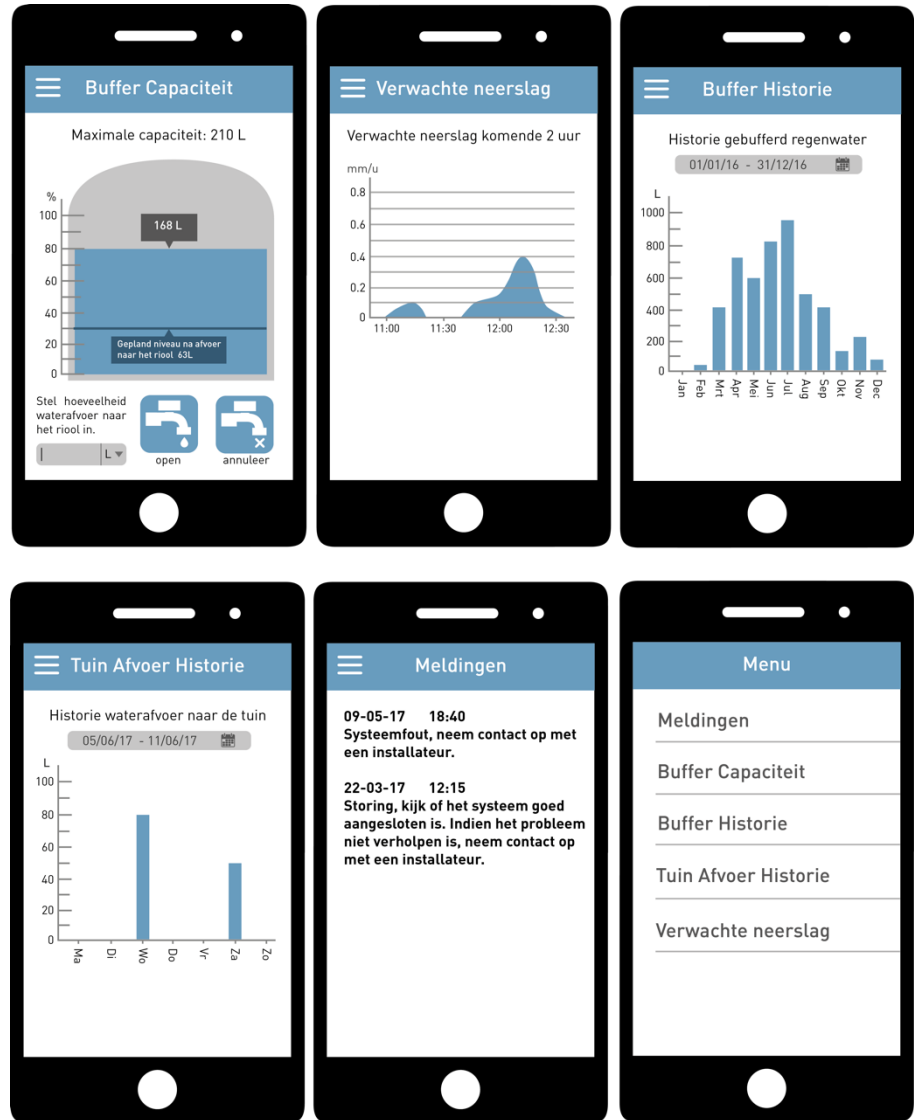 Buffer Capaciteit
Maximale capaciteit: 210 L
%
100
80
60
40
20
0
168 L
Gepland niveau na afvoer
naar het riool 63L
Stel hoeveelheid
waterafvoer naar
het riool in.
L
open
annuleer
Verwachte neerslag
Verwachte neerslag komende 2 uur
mm/u
0.8
0.6
0.4
0.2
0
11:00 11:30 12:00 12:30
Buffer Historie
Historie gebufferd regenwater
01/01/16 - 31/12/16
L
1000
800
600
400
200
0
Jan Feb Mrt Apr Mei Jun Jul Aug Sep Okt Nov Dec
Tuin Afvoer Historie
Historie waterafvoer naar de tuin
05/06/17 - 11/06/17
L
100
80
60
40
20
0
Ma Di Wo Do Vr Za Zo
Meldingen
09-05-17 18:40
Systeemfout, neem contact op met
een installateur.
22-03-17 12:15
Storing, kijk of het systeem goed
aangesloten is. Indien het probleem
niet verholpen is, neem contact op
met een installateur.
Menu
Meldingen
Buffer Capaciteit
Buffer Historie
Tuin Afvoer Historie
Verwachte neerslag